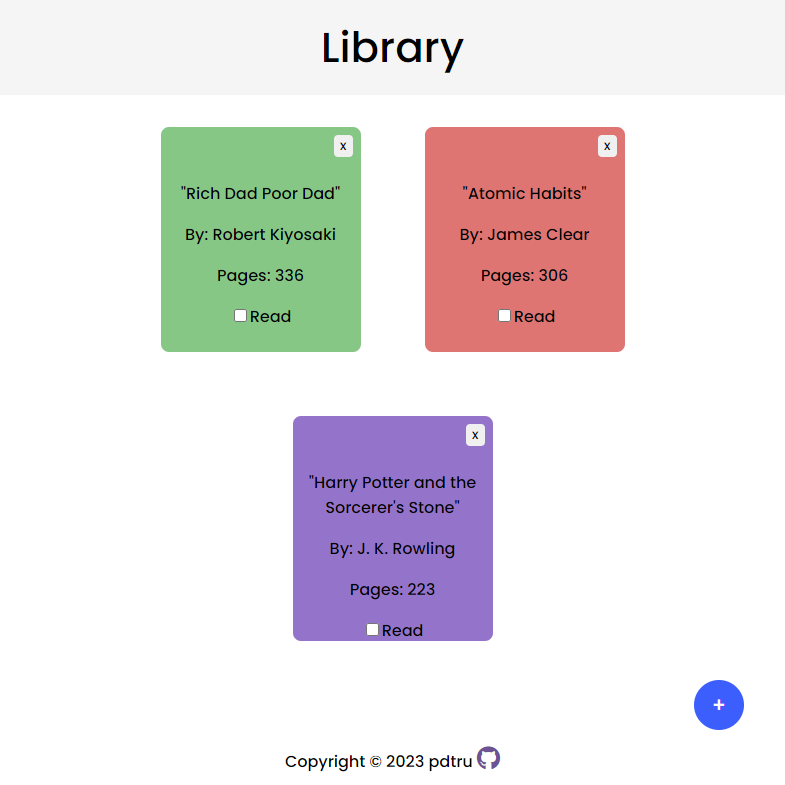 Library
x
"Rich Dad Poor Dad"
By: Robert Kiyosaki
Pages: 336
Read
x
"Atomic Habits"
By: James Clear
Pages: 306
Read
x
"Harry Potter and the
Sorcerer's Stone"
By: J. K. Rowling
Pages: 223
Read
+
Copyright © 2023 pdtru